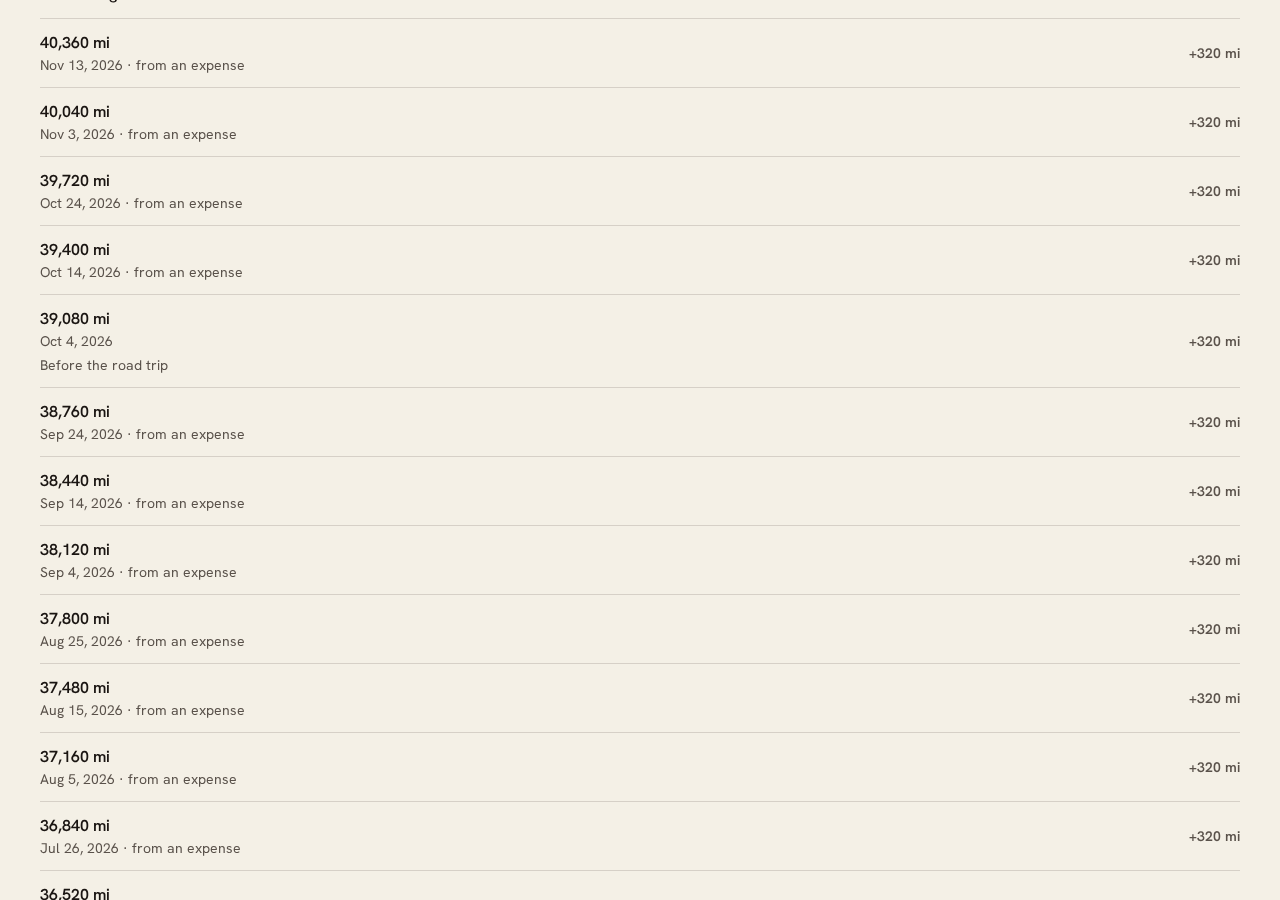 40,360 mi
Nov 13, 2026 · from an expense
+320 mi
40,040 mi
Nov 3, 2026 · from an expense
+320 mi
39,720 mi
Oct 24, 2026 · from an expense
+320 mi
39,400 mi
Oct 14, 2026 · from an expense
+320 mi
39,080 mi
Oct 4, 2026
Before the road trip
+320 mi
38,760 mi
Sep 24, 2026 · from an expense
+320 mi
38,440 mi
Sep 14, 2026 · from an expense
+320 mi
38,120 mi
Sep 4, 2026 · from an expense
+320 mi
37,800 mi
Aug 25, 2026 · from an expense
+320 mi
37,480 mi
Aug 15, 2026 · from an expense
+320 mi
37,160 mi
Aug 5, 2026 · from an expense
+320 mi
36,840 mi
Jul 26, 2026 · from an expense
+320 mi
36,520 mi